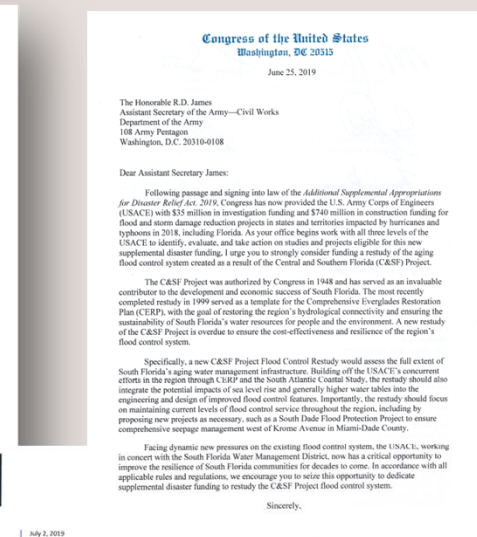 Congress of the United States
Washington, DC 20515
June 25, 2019
The Honorable R.D. James
Assistant Secretary of the Army—Civil Works
Department of the Army
108 Army Pentagon
Washington, D.C. 20310-0108
Dear Assistant Secretary James:
Following passage and signing into law of the Additional Supplemental Appropriations
for Disaster Relief Act, 2019, Congress has now provided the U.S. Army Corps of Engineers
(USACE) with $35 million in investigation funding and $740 million in construction funding for
flood and storm damage reduction projects in states and territories impacted by hurricanes and
typhoons in 2018, including Florida. As your office begins work with all three levels of the
USACE to identify, evaluate, and take action on studies and projects eligible for this new
supplemental disaster funding, I urge you to strongly consider funding a restudy of the aging
flood control system created as a result of the Central and Southern Florida (C&SF) Project.
The C&SF Project was authorized by Congress in 1948 and has served as an invaluable
contributor to the development and economic success of South Florida. The most recently
completed restudy in 1999 served as a template for the Comprehensive Everglades Restoration
Plan (CERP), with the goal of restoring the region's hydrological connectivity and ensuring the
sustainability of South Florida's water resources for people and the environment. A new restudy
of the C&SF Project is overdue to ensure the cost-effectiveness and resilience of the region's
flood control system.
Specifically, a new C&SF Project Flood Control Restudy would assess the full extent of
South Florida's aging water management infrastructure. Building off the USACE's concurrent
efforts in the region through CERP and the South Atlantic Coastal Study, the restudy should also
integrate the potential impacts of sea level rise and generally higher water tables into the
engineering and design of improved flood control features. Importantly, the restudy should focus
on maintaining current levels of flood control service throughout the region, including by
proposing new projects as necessary, such as a South Dade Flood Protection Project to ensure
comprehensive seepage management west of Krome Avenue in Miami-Dade County.
Facing dynamic new pressures on the existing flood control system, the USACE, working
in concert with the South Florida Water Management District, now has a critical opportunity to
improve the resilience of South Florida communities for decades to come. In accordance with all
applicable rules and regulations, we encourage you to seize this opportunity to dedicate
supplemental disaster funding to restudy the C&SF Project flood control system.
Sincerely,
| July 2, 2019